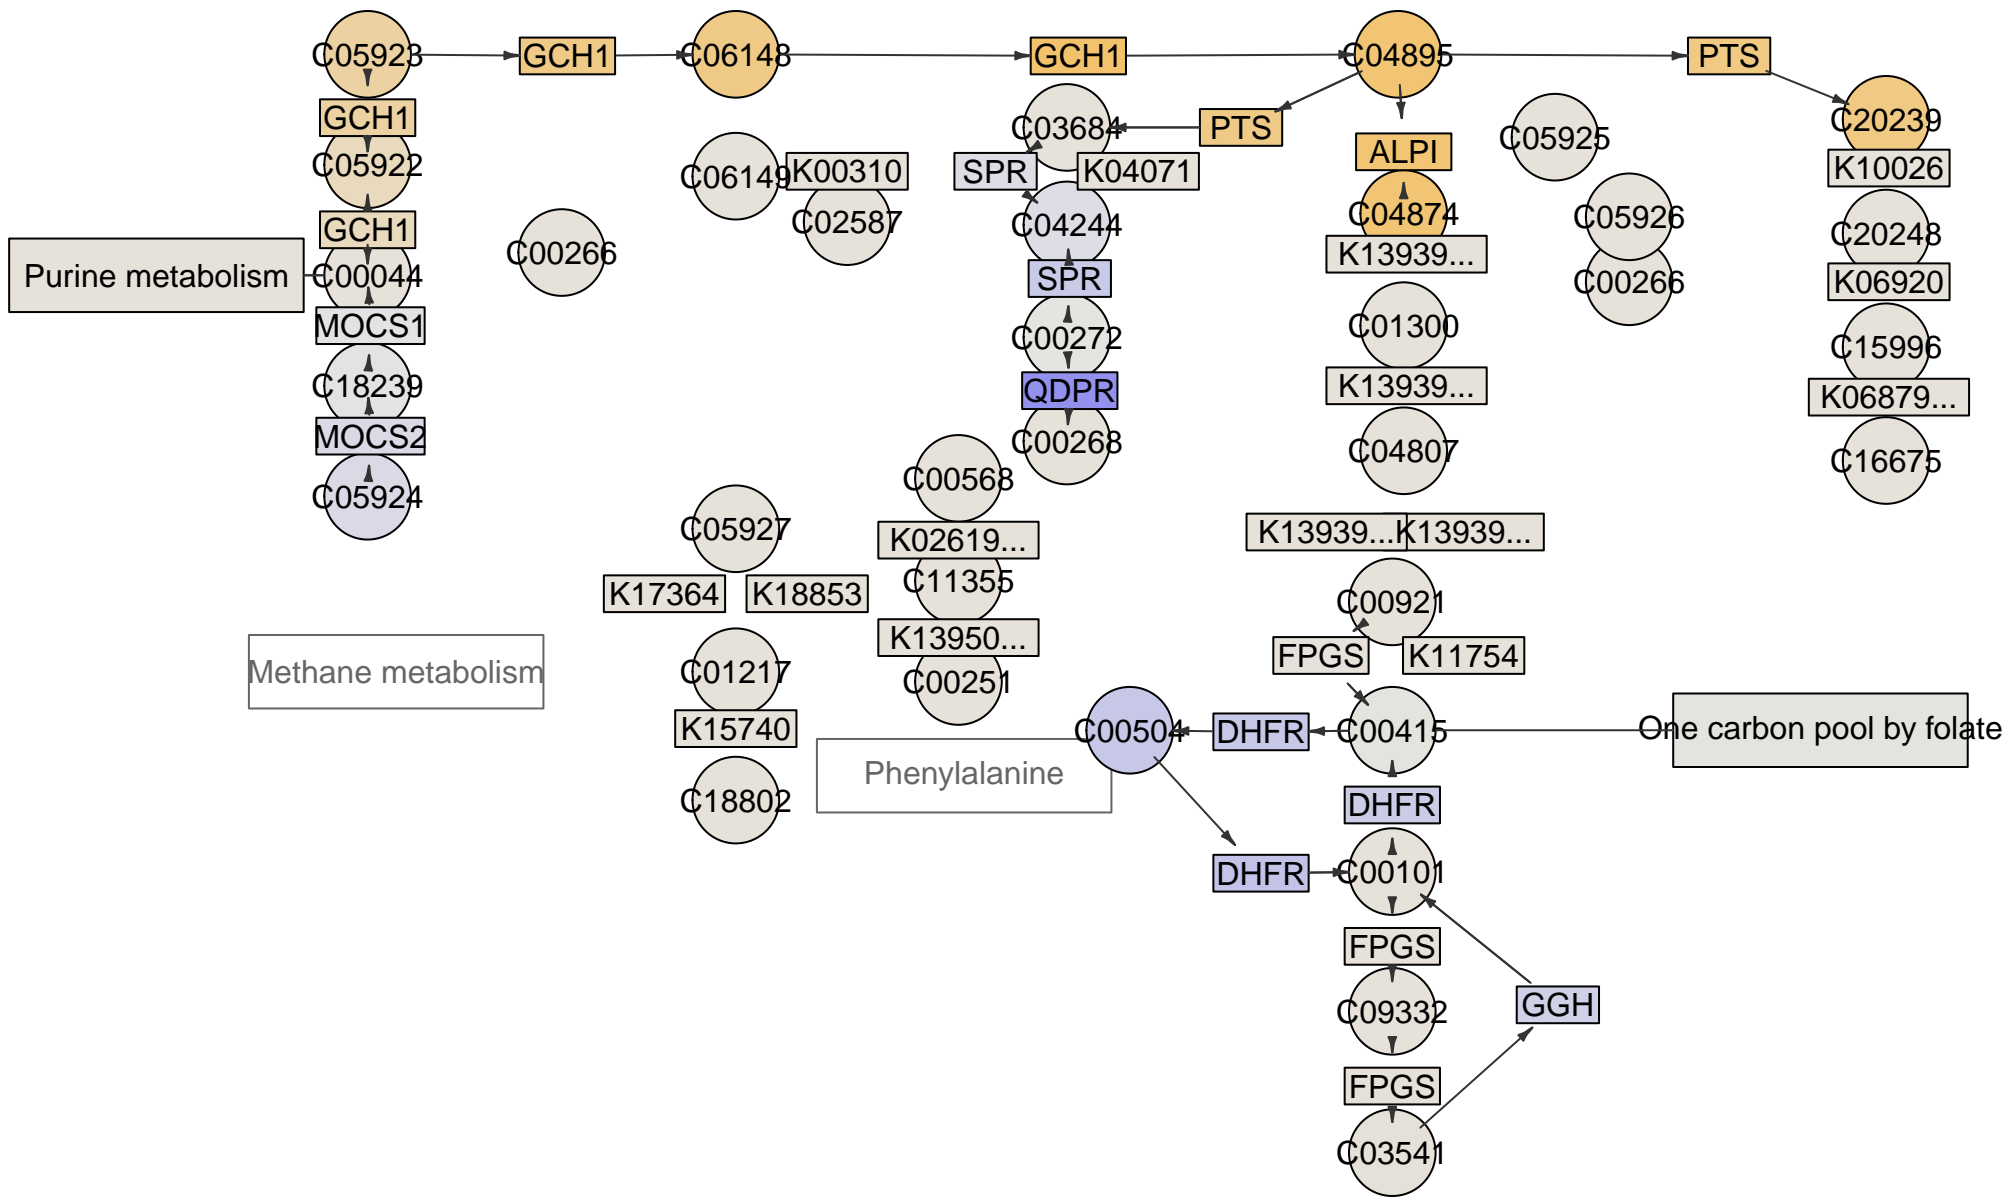 C05923
GCH1
C06148
GCH1
C04895
PTS
GCH1
C03684
PTS
C20239
C05922
C06149
K00310
SPR
K04071
ALPI
C05925
K10026
GCH1
C02587
C04244
C04874
C05926
C20248
Purine metabolism
C00044
C00266
SPR
K13939...
C00266
K06920
MOCS1
C00272
C01300
C15996
C18239
QDPR
K13939...
K06879...
MOCS2
C00268
C04807
C16675
C05924
C00568
C05927
K02619...
K13939...
K13939...
K17364
K18853
C11355
C00921
K13950...
FPGS
K11754
Methane metabolism
C01217
C00251
K15740
C00504
DHFR
C00415
One carbon pool by folate
Phenylalanine
C18802
DHFR
DHFR
C00101
FPGS
C09332
GGH
FPGS
C03541